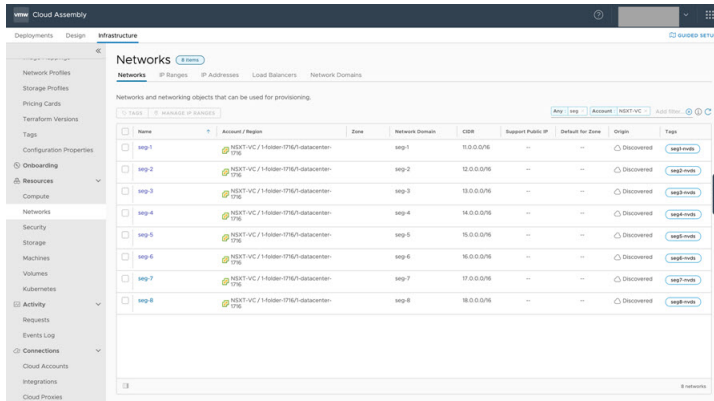 vmw Cloud Assembly
Deployments Design Infrastructure GUIDED SETU
Network Profiles
Storage Profiles
Pricing Cards
Terraform Versions
Tags
Configuration Properties
Onboarding
Resources
Compute
Networks
Security
Storage
Machines
Volumes
Kubernetes
Activity
Requests
Events Log
Connections
Cloud Accounts
Integrations
Cloud Proxies
Networks 8 items
Networks IP Ranges IP Addresses Load Balancers Network Domains
Networks and networking objects that can be used for provisioning.
TAGS MANAGE IP RANGES Any: seg Account: NSXT-VC Add filter...
Name Account / Region Zone Network Domain CIDR Support Public IP Default for Zone Origin Tags
seg-1 NSXT-VC / 1-folder-1716/1-datacenter-1716 seg-1 11.0.0.0/16 -- -- Discovered seg1-nvds
seg-2 NSXT-VC / 1-folder-1716/1-datacenter-1716 seg-2 12.0.0.0/16 -- -- Discovered seg2-nvds
seg-3 NSXT-VC / 1-folder-1716/1-datacenter-1716 seg-3 13.0.0.0/16 -- -- Discovered seg3-nvds
seg-4 NSXT-VC / 1-folder-1716/1-datacenter-1716 seg-4 14.0.0.0/16 -- -- Discovered seg4-nvds
seg-5 NSXT-VC / 1-folder-1716/1-datacenter-1716 seg-5 15.0.0.0/16 -- -- Discovered seg5-nvds
seg-6 NSXT-VC / 1-folder-1716/1-datacenter-1716 seg-6 16.0.0.0/16 -- -- Discovered seg6-nvds
seg-7 NSXT-VC / 1-folder-1716/1-datacenter-1716 seg-7 17.0.0.0/16 -- -- Discovered seg7-nvds
seg-8 NSXT-VC / 1-folder-1716/1-datacenter-1716 seg-8 18.0.0.0/16 -- -- Discovered seg8-nvds
8 networks